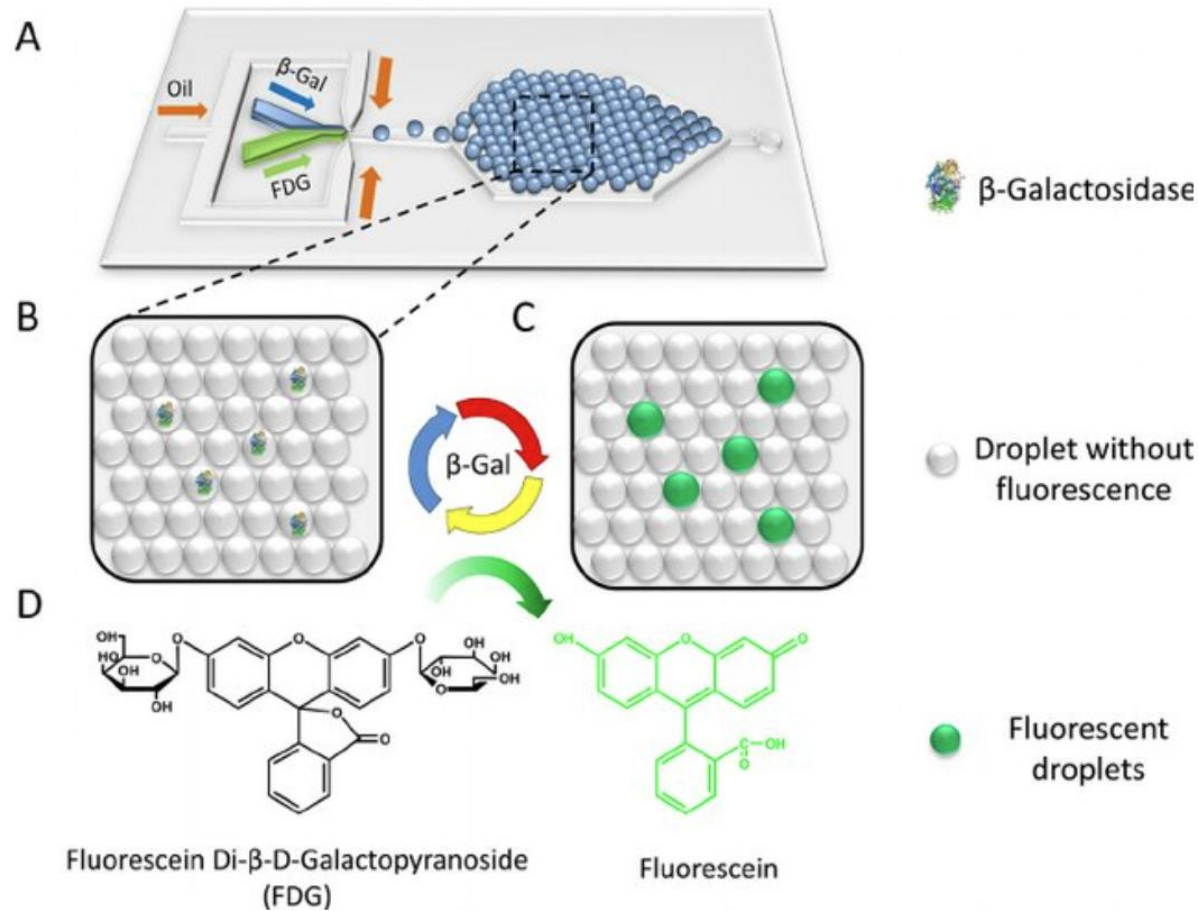 A
Oil
β-Gal
FDG
β-Galactosidase
B
C
β-Gal
Droplet without
fluorescence
D
OH
HO
OH
OH
O
O
O
O
O
O
OH
OH
OH
OH
O
OH
O
O
C
OH
O
Fluorescent
droplets
Fluorescein Di-β-D-Galactopyranoside
(FDG)
Fluorescein